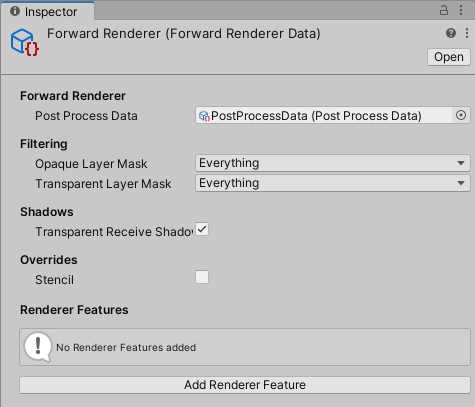 Inspector
Forward Renderer (Forward Renderer Data)
Open
Forward Renderer
Post Process Data PostProcessData (Post Process Data)
Filtering
Opaque Layer Mask Everything
Transparent Layer Mask Everything
Shadows
Transparent Receive Shadov
Overrides
Stencil
Renderer Features
No Renderer Features added
Add Renderer Feature